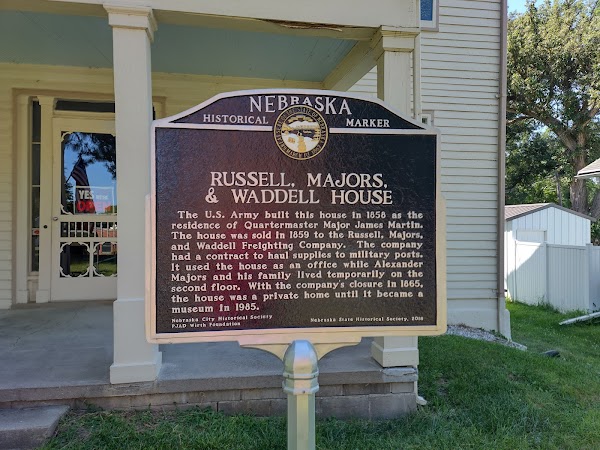 NEBRASKA
HISTORICAL MARKER
RUSSELL, MAJORS,
& WADDELL HOUSE
The U.S. Army built this house in 1858 as the
residence of Quartermaster Major James Martin.
The house was sold in 1859 to the Russell, Majors,
and Waddell Freighting Company. The company
had a contract to haul supplies to military posts.
It used the house as an office while Alexander
Majors and his family lived temporarily on the
second floor. With the company's closure in 1865,
the house was a private home until it became a
museum in 1985.
Nebraska City Historical Society
PJAD Wirth Foundation
Nebraska State Historical Society, 2018
YES